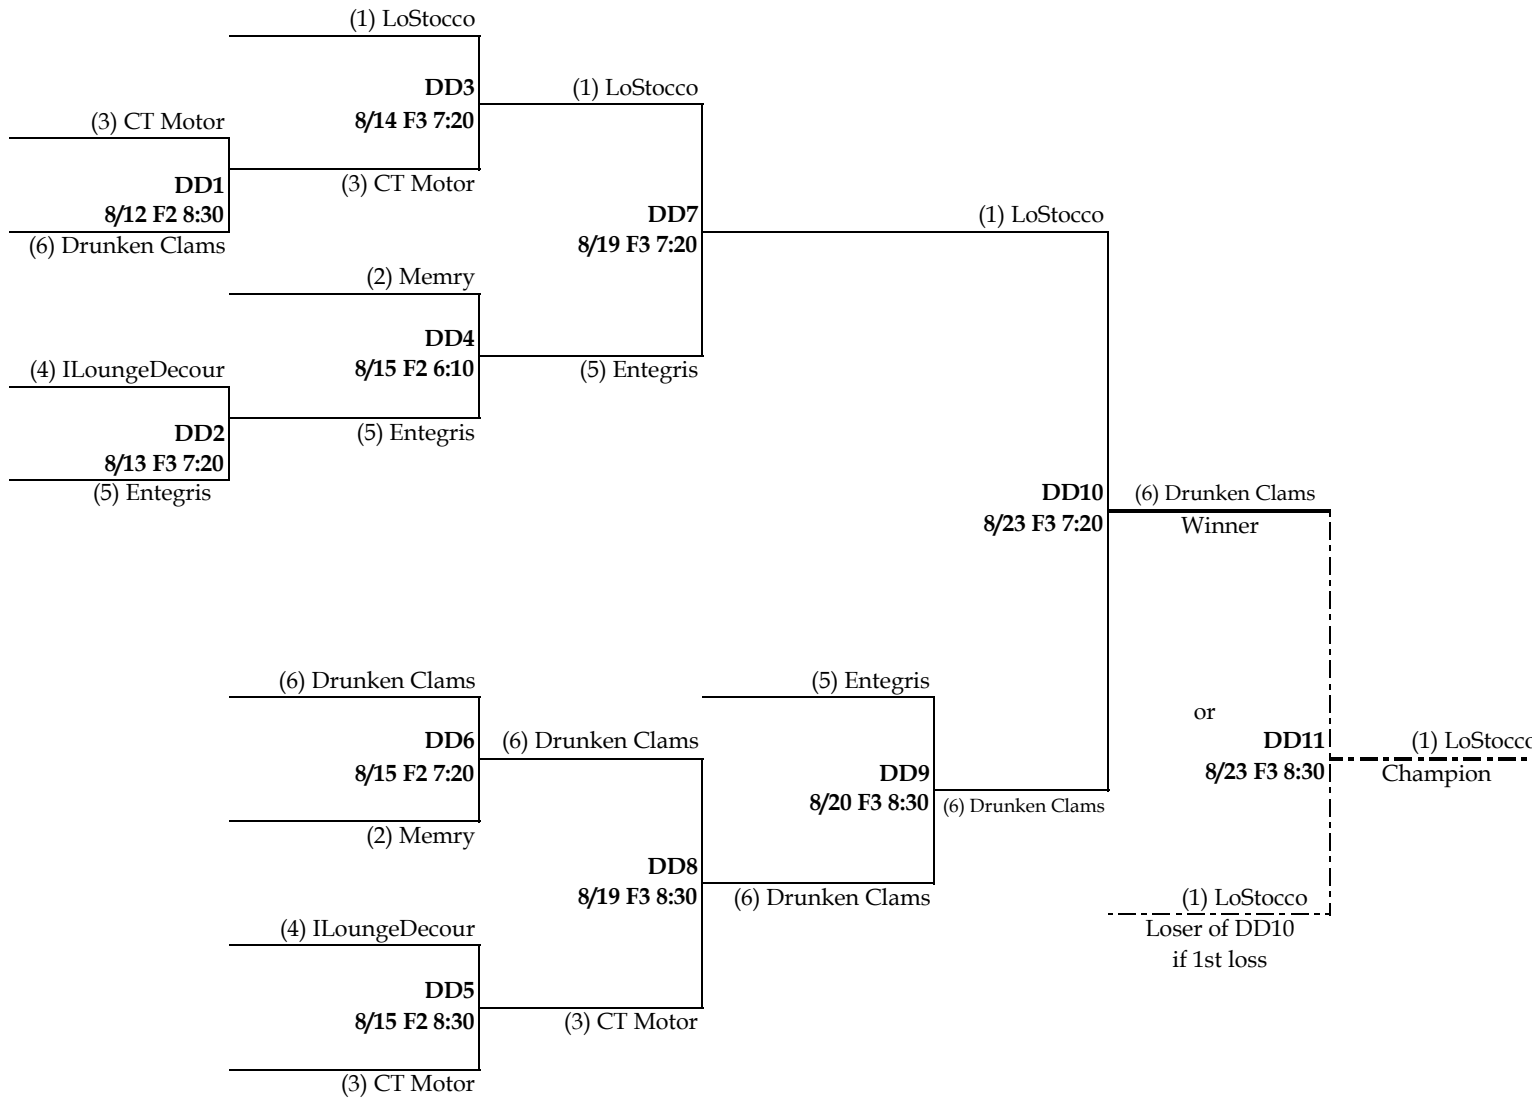 (1) LoStocco
DD3
8/14 F3 7:20
(1) LoStocco
(3) CT Motor
DD1
8/12 F2 8:30
(6) Drunken Clams
(3) CT Motor
DD7
8/19 F3 7:20
(1) LoStocco
(2) Memry
DD4
8/15 F2 6:10
(5) Entegris
(4) ILoungeDecour
DD2
8/13 F3 7:20
(5) Entegris
(5) Entegris
DD10
8/23 F3 7:20
(6) Drunken Clams
Winner
(6) Drunken Clams
DD6
8/15 F2 7:20
(2) Memry
(6) Drunken Clams
(5) Entegris
DD9
8/20 F3 8:30
(6) Drunken Clams
or
DD11
8/23 F3 8:30
(1) LoStocco
Champion
DD8
8/19 F3 8:30
(6) Drunken Clams
(1) LoStocco
Loser of DD10
if 1st loss
(4) ILoungeDecour
DD5
8/15 F2 8:30
(3) CT Motor
(3) CT Motor